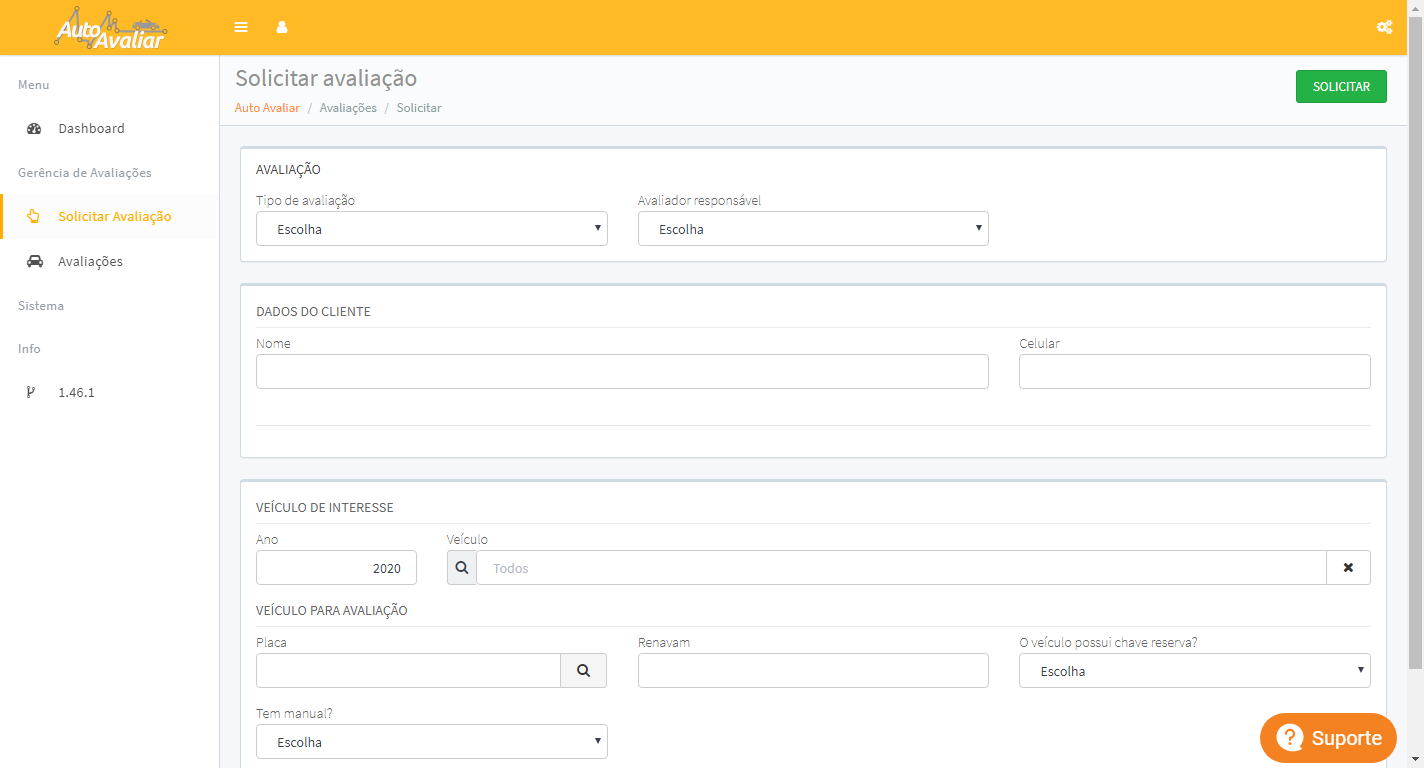 Auto Avaliar
Menu
Dashboard
Gerência de Avaliações
Solicitar Avaliação
Avaliações
Sistema
Info
1.46.1
Solicitar avaliação
SOLICITAR
Auto Avaliar / Avaliações / Solicitar
AVALIAÇÃO
Tipo de avaliação Avaliador responsável
Escolha Escolha
DADOS DO CLIENTE
Nome Celular
VEÍCULO DE INTERESSE
Ano Veículo
2020 Todos
VEÍCULO PARA AVALIAÇÃO
Placa Renavam O veículo possui chave reserva?
Escolha
Tem manual?
Escolha
Suporte